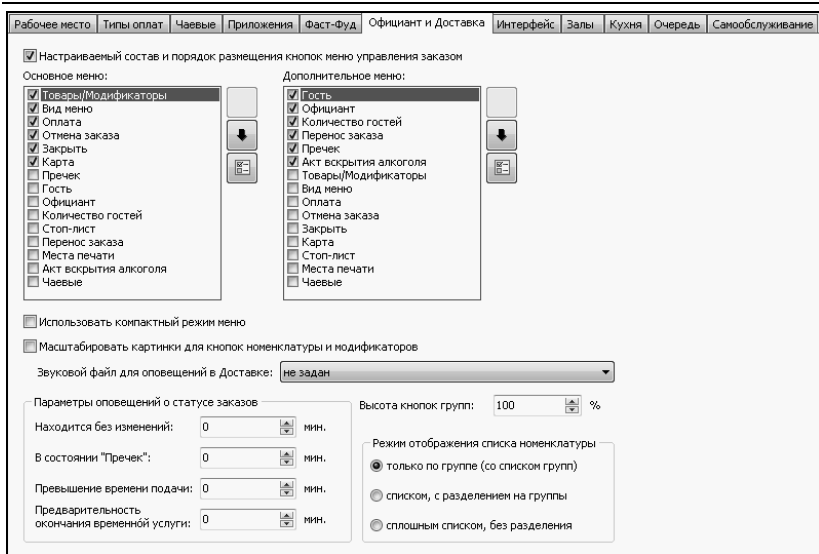 Рабочее место Типы оплат Чаевые Приложения Фаст-Фуд Официант и Доставка Интерфейс Залы Кухня Очередь Самообслуживание
Настраиваемый состав и порядок размещения кнопок меню управления заказом
Основное меню:
Товары/Модификаторы
Вид меню
Оплата
Отмена заказа
Закрыть
Карта
Пречек
Гость
Официант
Количество гостей
Стоп-лист
Перенос заказа
Места печати
Акт вскрытия алкоголя
Чаевые
Дополнительное меню:
Гость
Официант
Количество гостей
Перенос заказа
Пречек
Акт вскрытия алкоголя
Товары/Модификаторы
Вид меню
Оплата
Отмена заказа
Закрыть
Карта
Стоп-лист
Места печати
Чаевые
Использовать компактный режим меню
Масштабировать картинки для кнопок номенклатуры и модификаторов
Звуковой файл для оповещений в Доставке: не задан
Параметры оповещений о статусе заказов
Находится без изменений: 0 мин.
В состоянии "Пречек": 0 мин.
Превышение времени подачи: 0 мин.
Предварительность
окончания временно́й услуги: 0 мин.
Высота кнопок групп: 100 %
Режим отображения списка номенклатуры
только по группе (со списком групп)
списком, с разделением на группы
сплошным списком, без разделения